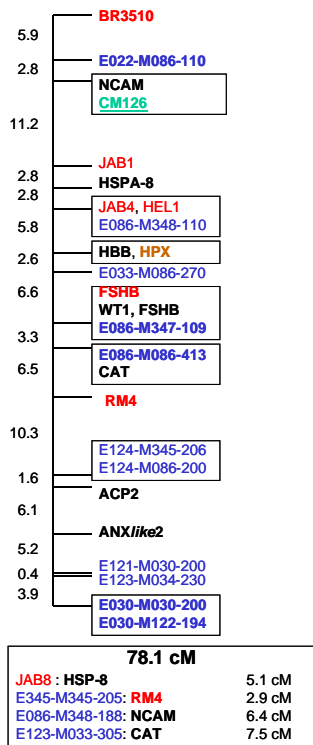 BR3510
5.9
E022-M086-110
2.8
NCAM
CM126
11.2
JAB1
2.8
HSPA-8
2.8
JAB4, HEL1
5.8
E086-M348-110
HBB, HPX
2.6
E033-M086-270
6.6
FSHB
WT1, FSHB
E086-M347-109
3.3
E086-M086-413
6.5
CAT
RM4
10.3
E124-M345-206
E124-M086-200
1.6
ACP2
6.1
ANXlike2
5.2
E121-M030-200
0.4
E123-M034-230
3.9
E030-M030-200
E030-M122-194
78.1 cM
JAB8 : HSP-8 5.1 cM
E345-M345-205: RM4 2.9 cM
E086-M348-188: NCAM 6.4 cM
E123-M033-305: CAT 7.5 cM